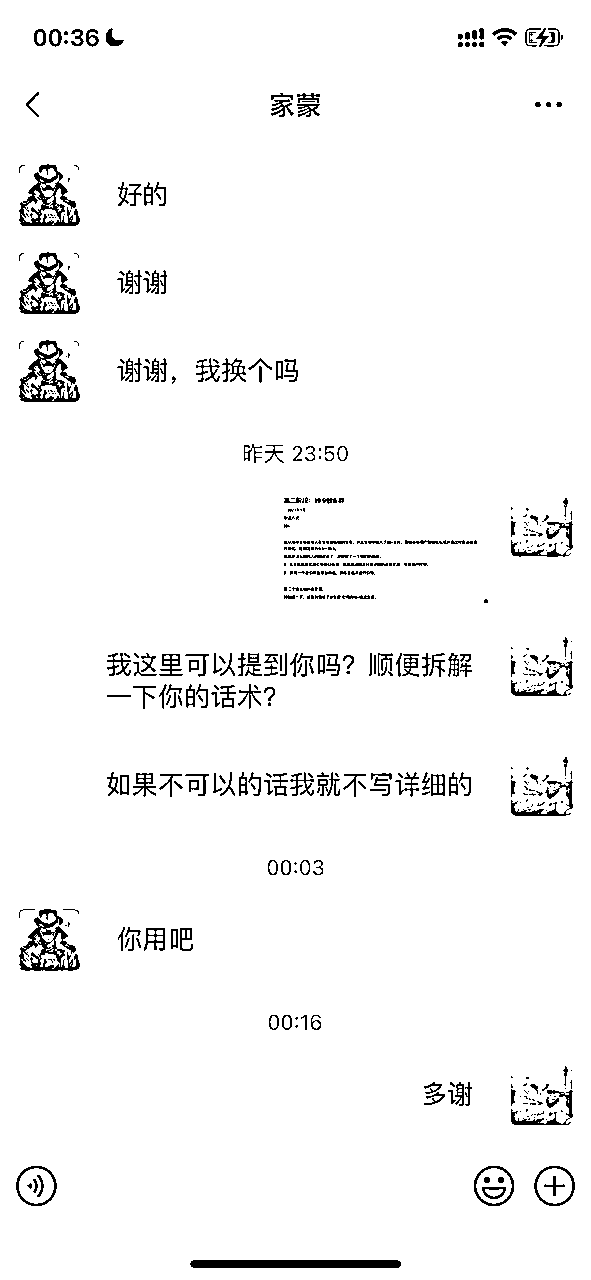 00:36
家蒙
好的
谢谢
谢谢，我换个吗
昨天 23:50
我这里可以提到你吗？顺便拆解
一下你的话术？
如果不可以的话我就不写详细的
00:03
你用吧
00:16
多谢